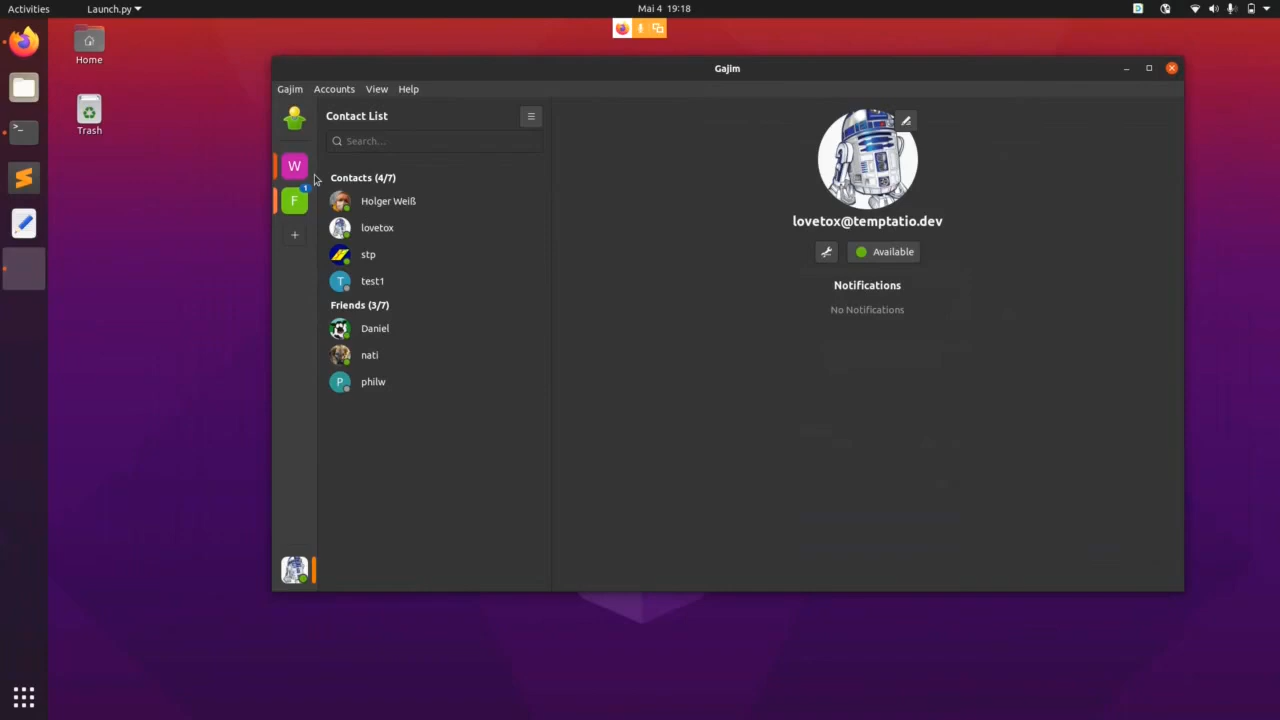 Activities
Launch.py
Mai 4 19:18
Home
Trash
Gajim
Gajim Accounts View Help
Contact List
Search...
W
1
F
+
Contacts (4/7)
Holger Weiß
lovetox
stp
T
test1
Friends (3/7)
Daniel
nati
P
philw
lovetox@temptatio.dev
Available
Notifications
No Notifications